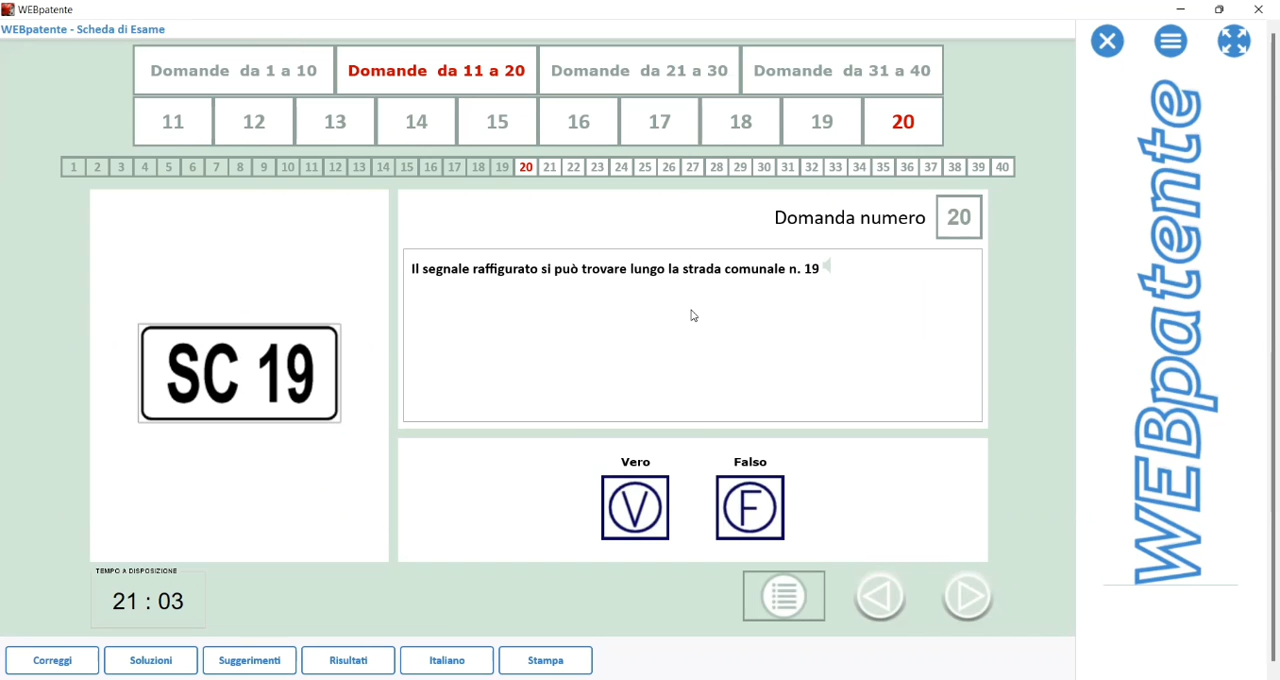 WEBpatente
WEBpatente - Scheda di Esame
Domande da 1 a 10
Domande da 11 a 20
Domande da 21 a 30
Domande da 31 a 40
11 12 13 14 15 16 17 18 19 20
1 2 3 4 5 6 7 8 9 10 11 12 13 14 15 16 17 18 19 20 21 22 23 24 25 26 27 28 29 30 31 32 33 34 35 36 37 38 39 40
Domanda numero 20
Il segnale raffigurato si può trovare lungo la strada comunale n. 19
SC 19
Vero Falso
V F
TEMPO A DISPOSIZIONE
21 : 03
Correggi Soluzioni Suggerimenti Risultati Italiano Stampa
WEBpatente